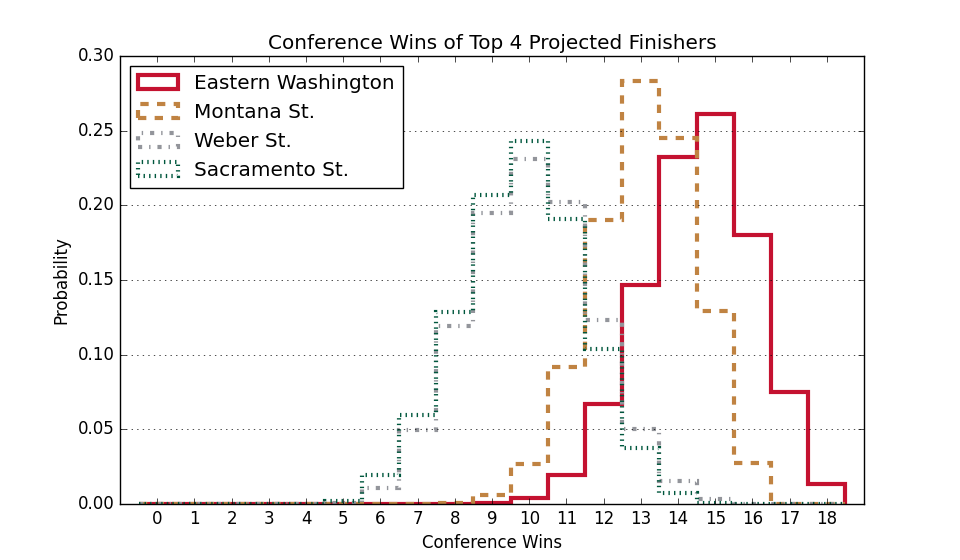 Conference Wins of Top 4 Projected Finishers
0.30
0.25
0.20
0.15
0.10
0.05
0.00
Probability
Eastern Washington
Montana St.
Weber St.
Sacramento St.
0 1 2 3 4 5 6 7 8 9 10 11 12 13 14 15 16 17 18
Conference Wins